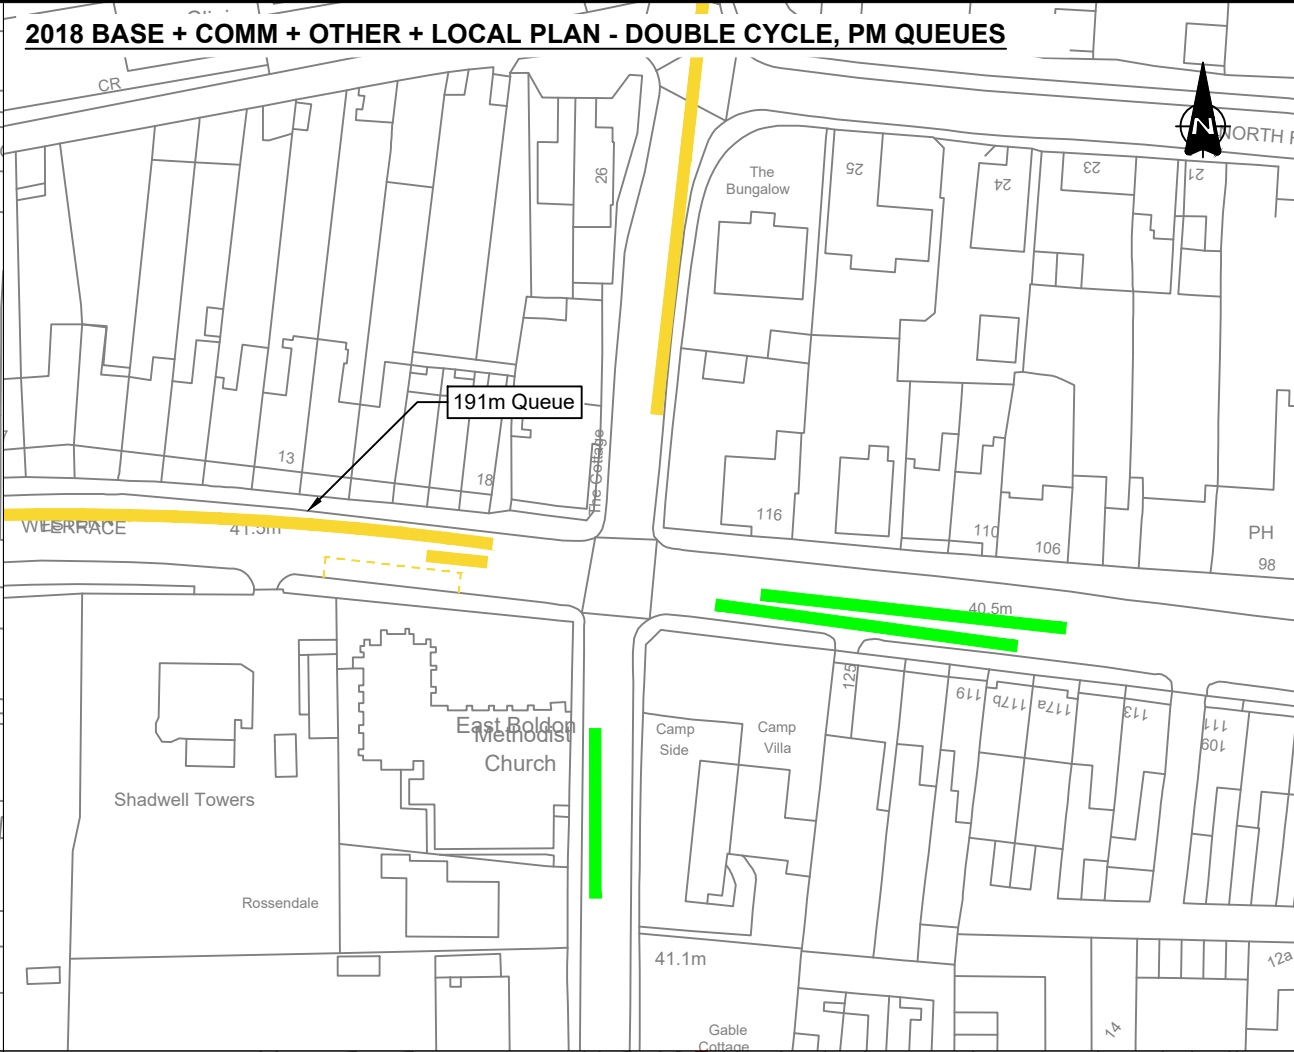 2018 BASE + COMM + OTHER + LOCAL PLAN - DOUBLE CYCLE, PM QUEUES
CR
N
NORTH
26
The
Bungalow
25
24
23
21
191m Queue
13
18
The Cottage
116
110
106
PH
98
TERRACE
41.5m
40.5m
125
119
117b
117a
113
111
109
East Boldon
Methodist
Church
Camp
Side
Camp
Villa
Shadwell Towers
Rossendale
41.1m
12a
14
Gable
Cottage